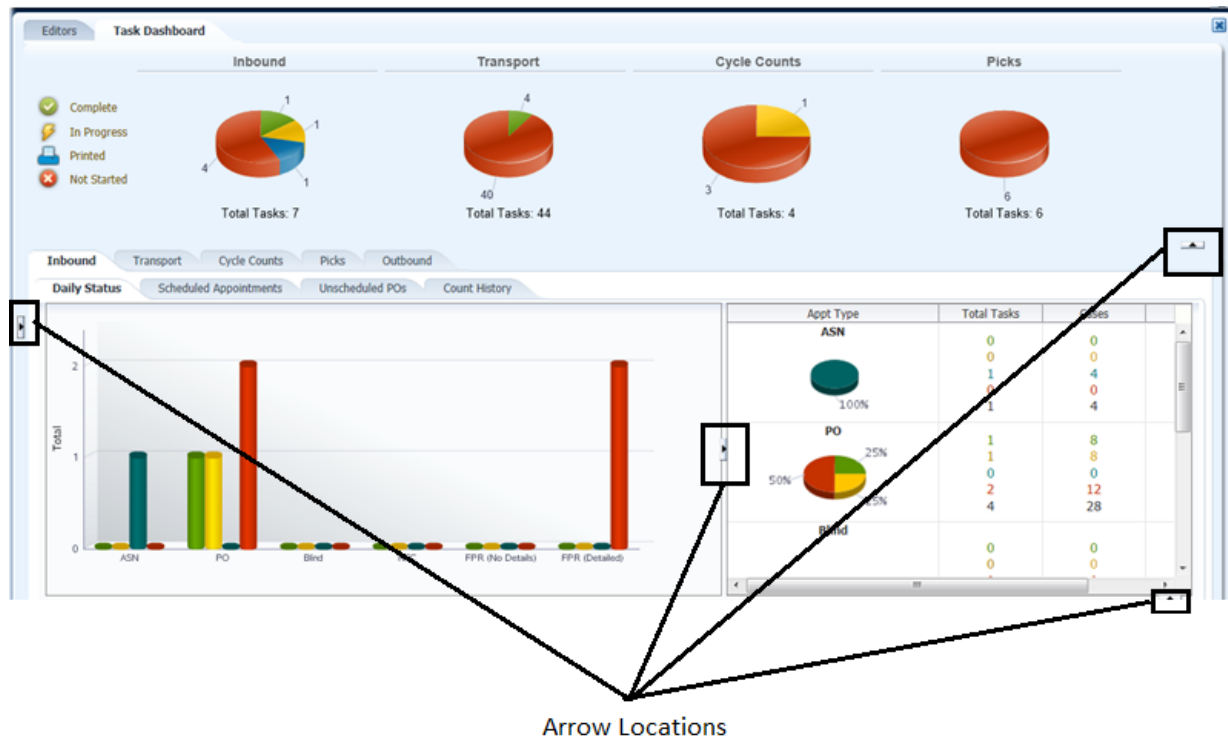 Editors Task Dashboard
Inbound Transport Cycle Counts Picks
Complete
In Progress
Printed
Not Started
1 1 1 4
4 40
1 3
6
Total Tasks: 7 Total Tasks: 44 Total Tasks: 4 Total Tasks: 6
Inbound Transport Cycle Counts Picks Outbound
Daily Status Scheduled Appointments Unscheduled POs Count History
Total
2
1
0
ASN PO Blind FPR (No Details) FPR (Detailed)
Appt Type Total Tasks Cases
ASN
0 0
0 0
1 4
0 0
1 4
100%
PO
1 8
1 8
0 0
2 12
4 28
25%
50%
25%
Blind
0 0
0 0
Arrow Locations